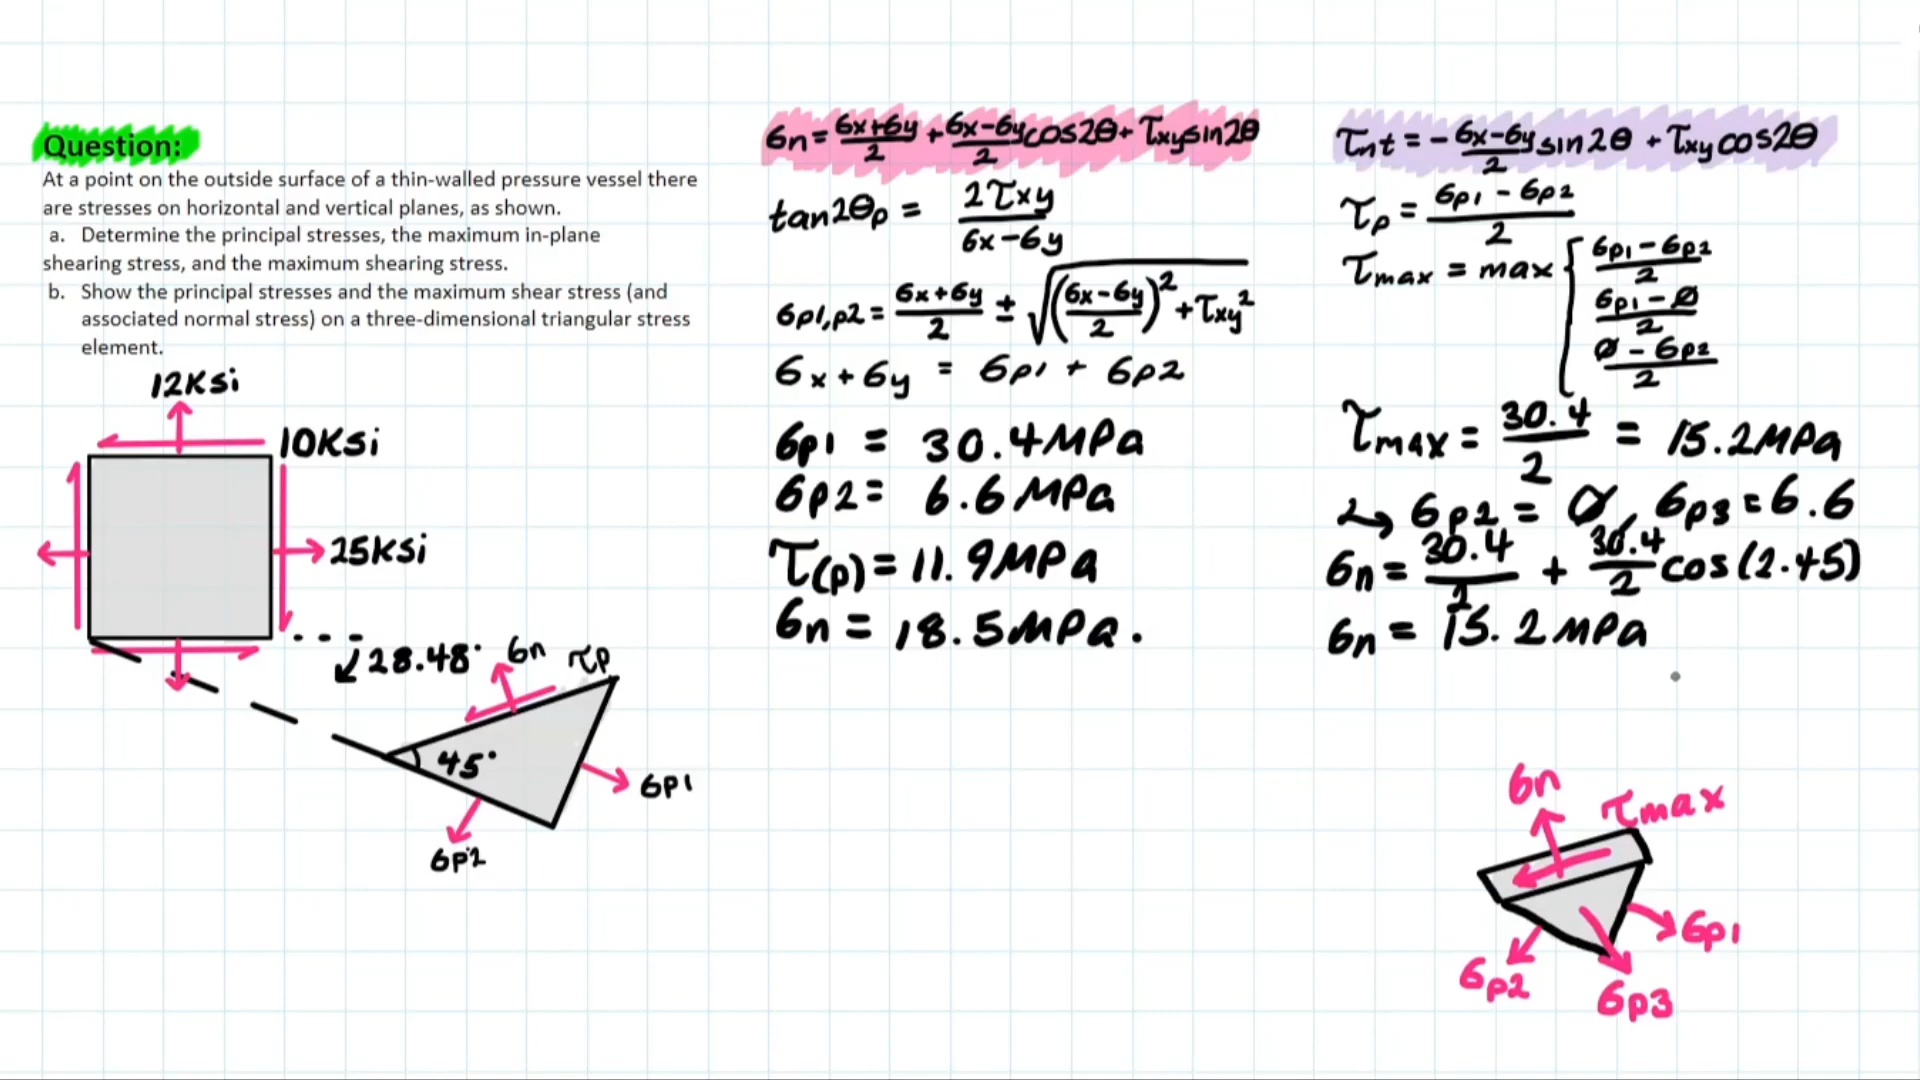 Question:
At a point on the outside surface of a thin-walled pressure vessel there
are stresses on horizontal and vertical planes, as shown.
a. Determine the principal stresses, the maximum in-plane
shearing stress, and the maximum shearing stress.
b. Show the principal stresses and the maximum shear stress (and
associated normal stress) on a three-dimensional triangular stress
element.
12Ksi
10Ksi
25Ksi
28.48°
6n τp
45°
6p1
6p2
6n = (6x+6y)/2 + (6x-6y)/2 cos2θ + τxy sin2θ
tan2θp = 2τxy/(6x-6y)
6p1,p2 = (6x+6y)/2 ± √(((6x-6y)/2)² + τxy²)
6x + 6y = 6p1 + 6p2
6p1 = 30.4MPa
6p2 = 6.6MPa
τ(p) = 11.9MPa
6n = 18.5MPa.
τnt = - (6x-6y)/2 sin2θ + τxy cos2θ
τp = (6p1 - 6p2)/2
τmax = max { (6p1 - 6p2)/2
(6p1 - Ø)/2
(Ø - 6p2)/2
τmax = 30.4/2 = 15.2MPa
↳ 6p2 = Ø, 6p3 = 6.6
6n = 30.4/2 + 30.4/2 cos(2.45)
6n = 15.2MPa
6n
τmax
6p1
6p2
6p3